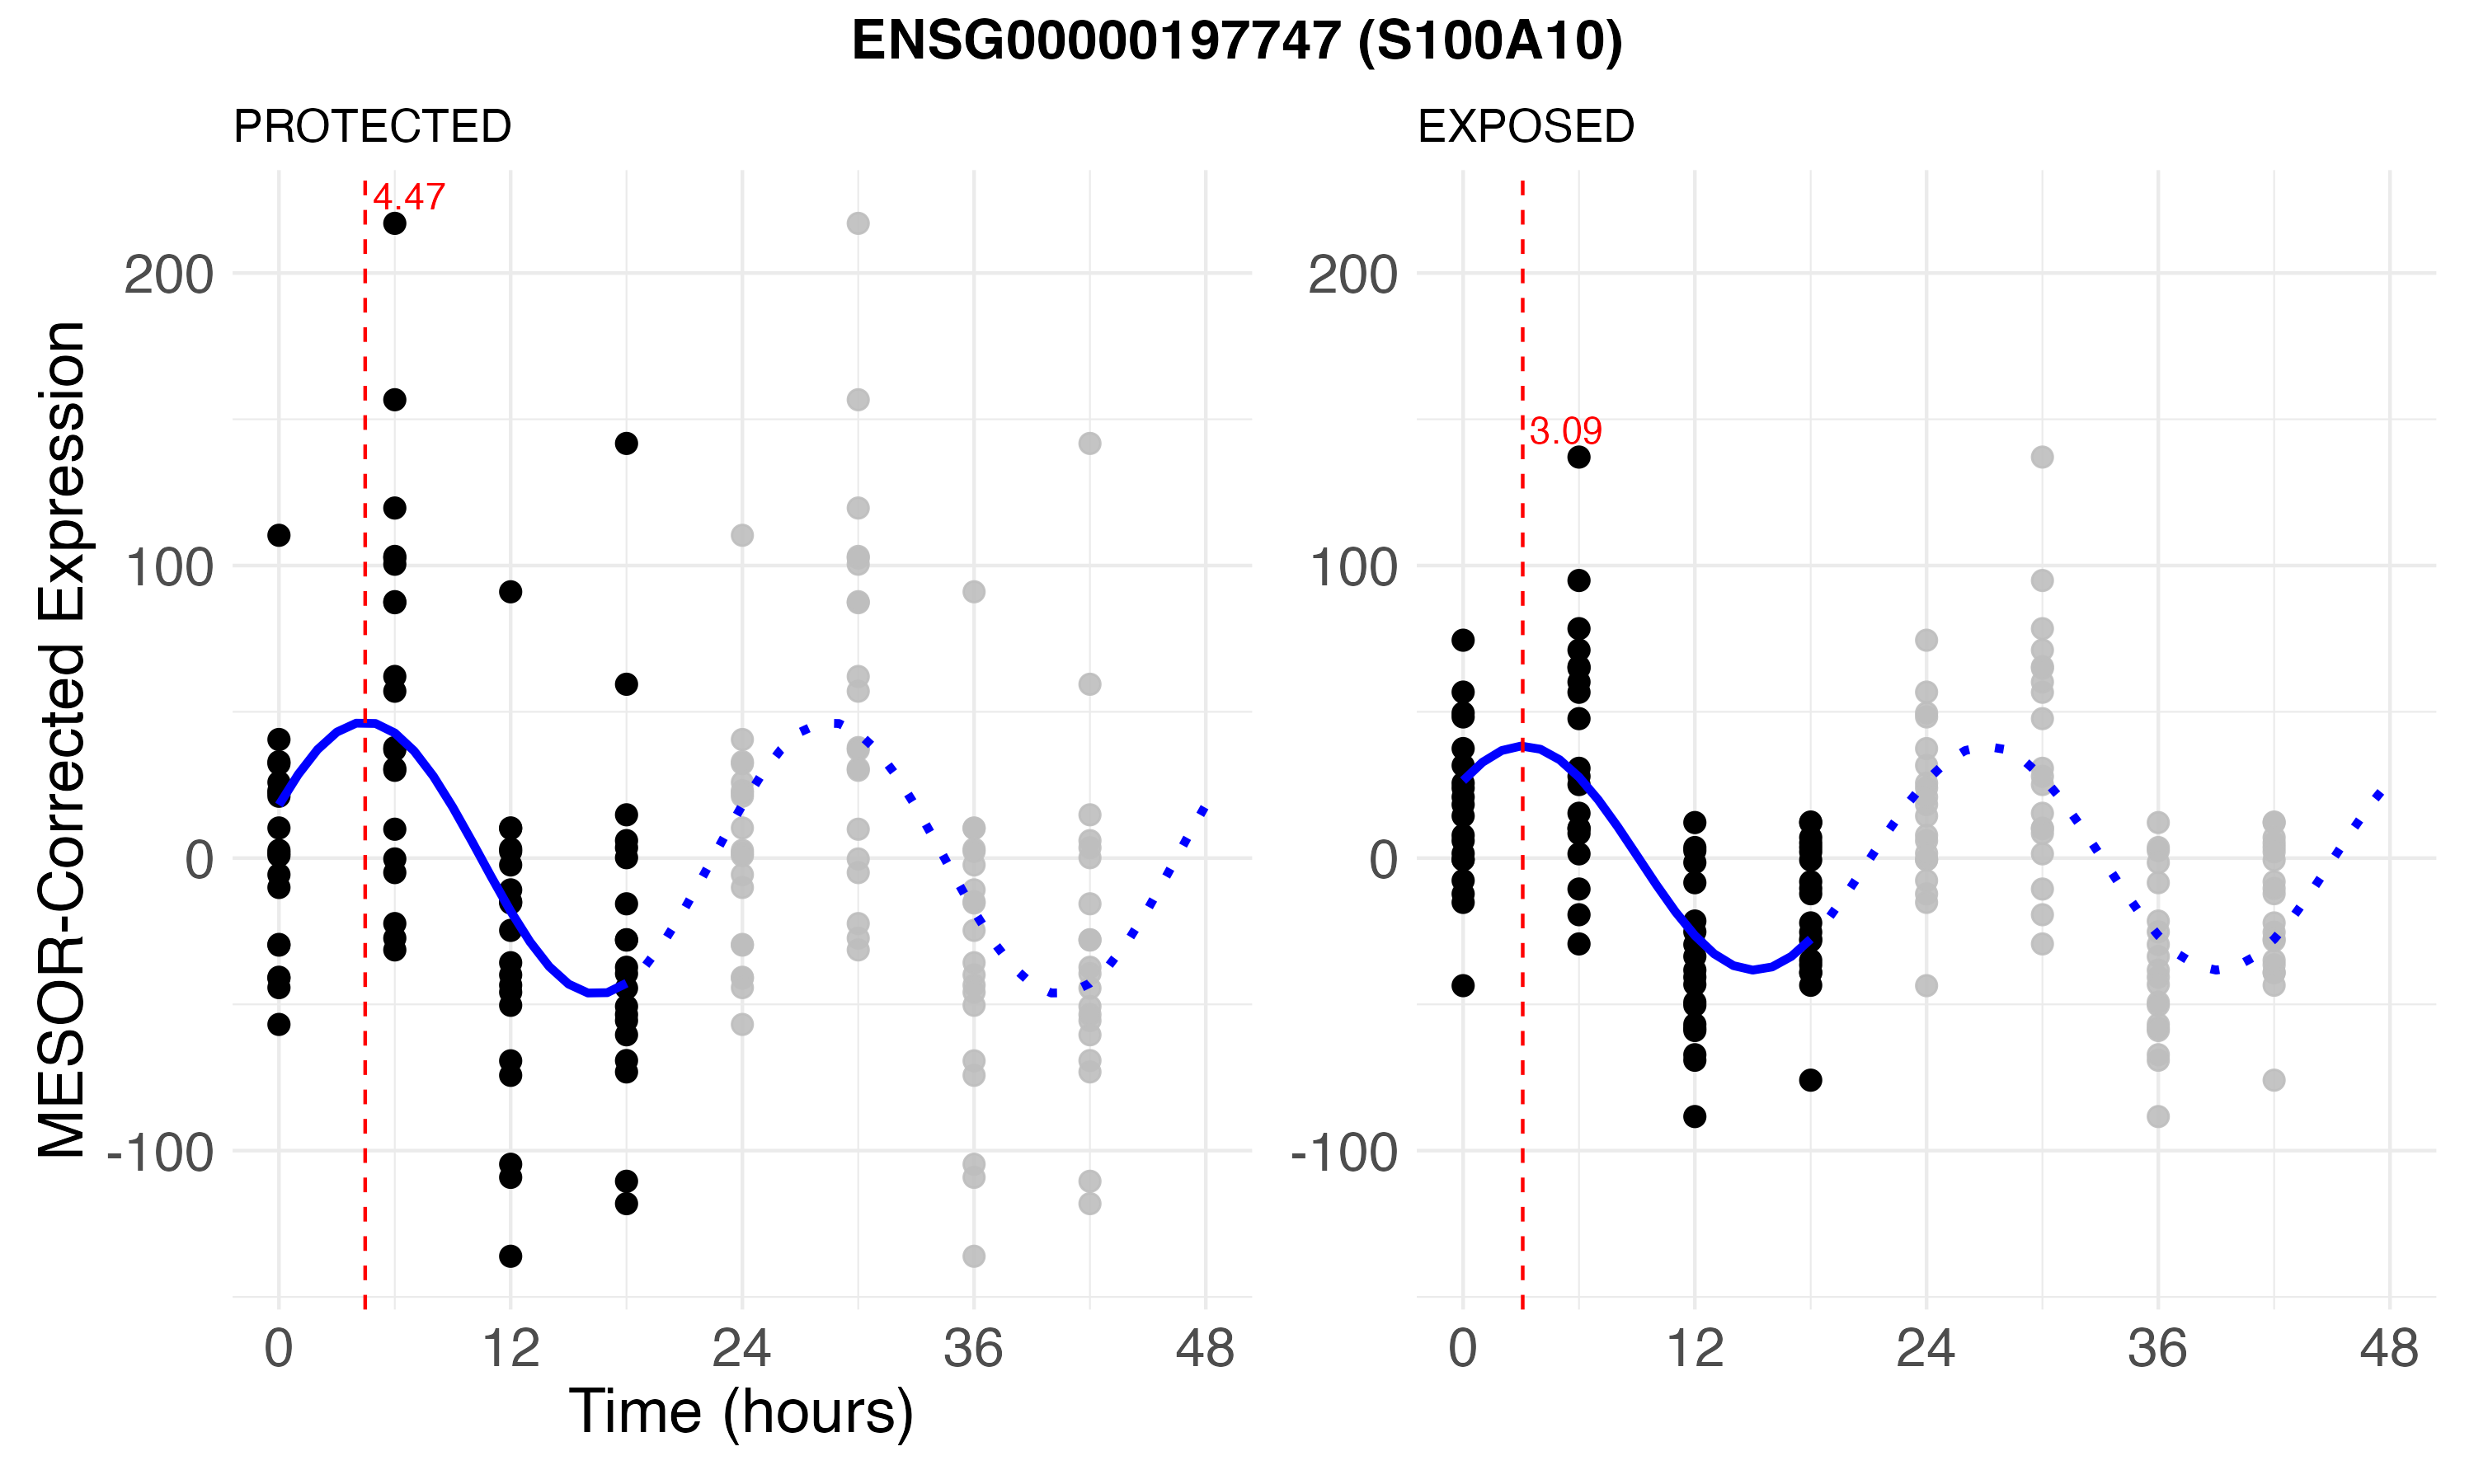 ENSG00000197747 (S100A10)
PROTECTED
EXPOSED
MESOR-Corrected Expression
200
100
0
-100
4.47
0 12 24 36 48
Time (hours)
200
100
0
-100
3.09
0 12 24 36 48